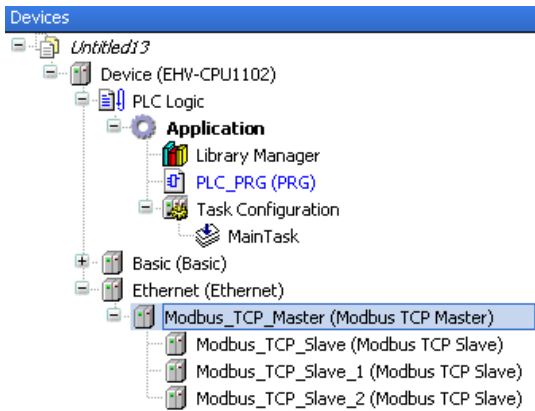 Devices
Untitled13
Device (EHV-CPU1102)
PLC Logic
Application
Library Manager
PLC_PRG (PRG)
Task Configuration
MainTask
Basic (Basic)
Ethernet (Ethernet)
Modbus_TCP_Master (Modbus TCP Master)
Modbus_TCP_Slave (Modbus TCP Slave)
Modbus_TCP_Slave_1 (Modbus TCP Slave)
Modbus_TCP_Slave_2 (Modbus TCP Slave)